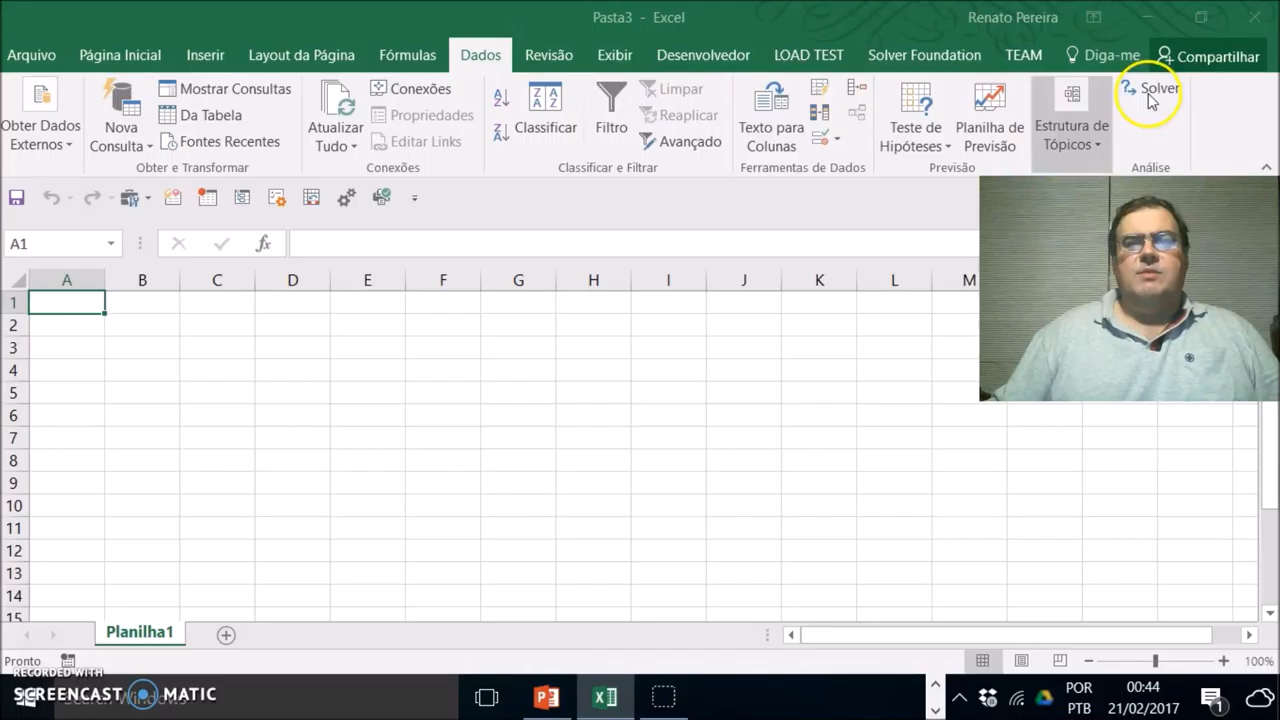 Pasta3 - Excel
Renato Pereira
Arquivo Página Inicial Inserir Layout da Página Fórmulas Dados Revisão Exibir Desenvolvedor LOAD TEST Solver Foundation TEAM Diga-me Compartilhar
Obter Dados Externos
Nova Consulta
Mostrar Consultas
Da Tabela
Fontes Recentes
Obter e Transformar
Atualizar Tudo
Conexões
Propriedades
Editar Links
Conexões
Classificar
Filtro
Limpar
Reaplicar
Avançado
Classificar e Filtrar
Texto para Colunas
Ferramentas de Dados
Teste de Hipóteses
Planilha de Previsão
Previsão
Estrutura de Tópicos
Solver
Análise
A1
fx
A B C D E F G H I J K L M
1
2
3
4
5
6
7
8
9
10
11
12
13
14
15
Planilha1
Pronto
100%
RECORDED WITH
SCREENCAST MATIC
Search Windows
POR
PTB
00:44
21/02/2017
1